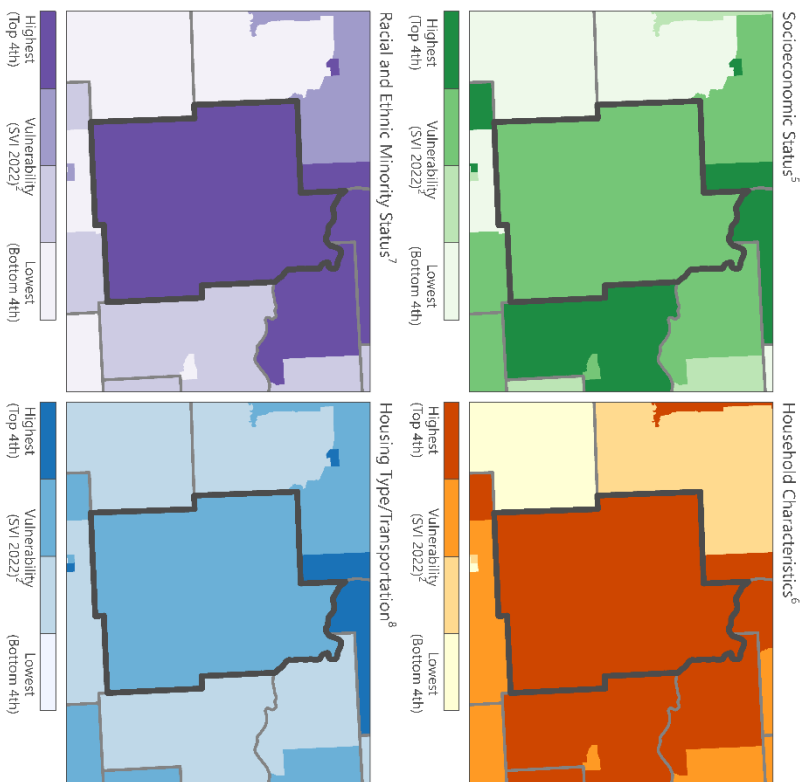 Socioeconomic Status⁵
Highest
(Top 4th)
Vulnerability
(SVI 2022)²
Lowest
(Bottom 4th)
Household Characteristics⁶
Highest
(Top 4th)
Vulnerability
(SVI 2022)²
Lowest
(Bottom 4th)
Racial and Ethnic Minority Status⁷
Highest
(Top 4th)
Vulnerability
(SVI 2022)²
Lowest
(Bottom 4th)
Housing Type/Transportation⁸
Highest
(Top 4th)
Vulnerability
(SVI 2022)²
Lowest
(Bottom 4th)